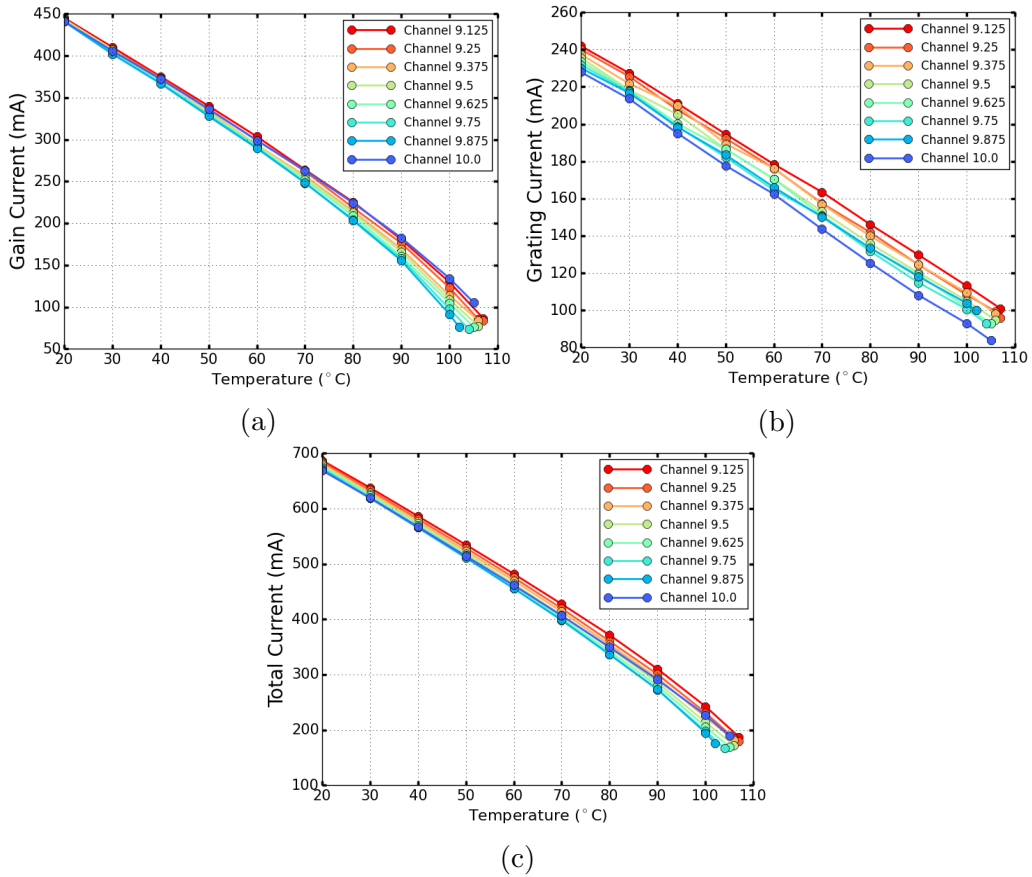 450
400
350
300
250
200
150
100
50
Gain Current (mA)
20 30 40 50 60 70 80 90 100 110
Temperature (°C)
Channel 9.125
Channel 9.25
Channel 9.375
Channel 9.5
Channel 9.625
Channel 9.75
Channel 9.875
Channel 10.0
(a)
260
240
220
200
180
160
140
120
100
80
Grating Current (mA)
20 30 40 50 60 70 80 90 100 110
Temperature (°C)
Channel 9.125
Channel 9.25
Channel 9.375
Channel 9.5
Channel 9.625
Channel 9.75
Channel 9.875
Channel 10.0
(b)
700
600
500
400
300
200
100
Total Current (mA)
20 30 40 50 60 70 80 90 100 110
Temperature (°C)
Channel 9.125
Channel 9.25
Channel 9.375
Channel 9.5
Channel 9.625
Channel 9.75
Channel 9.875
Channel 10.0
(c)